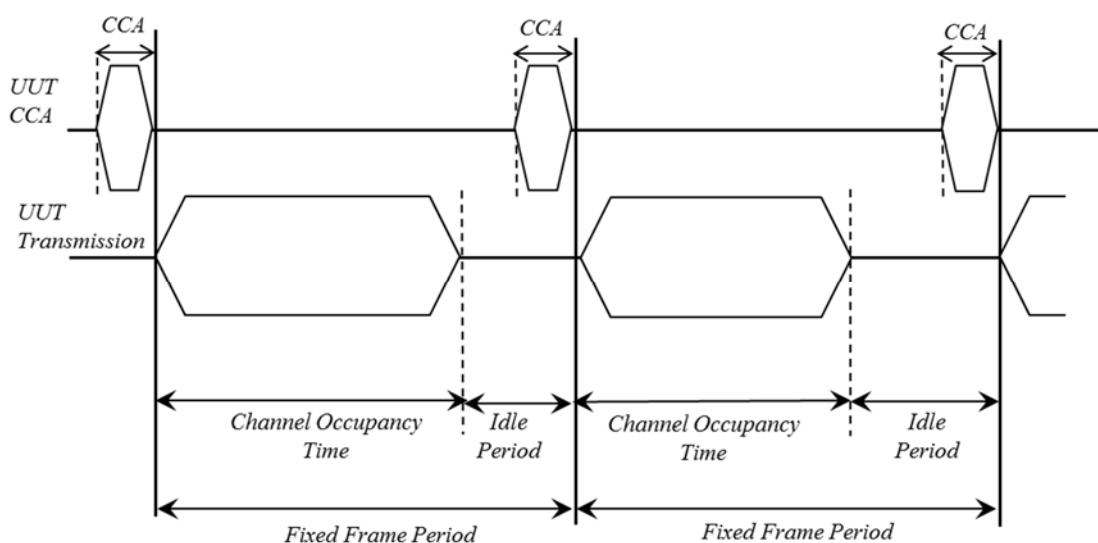 CCA
CCA
CCA
UUT
CCA
UUT
Transmission
Channel Occupancy
Time
Idle
Period
Channel Occupancy
Time
Idle
Period
Fixed Frame Period
Fixed Frame Period